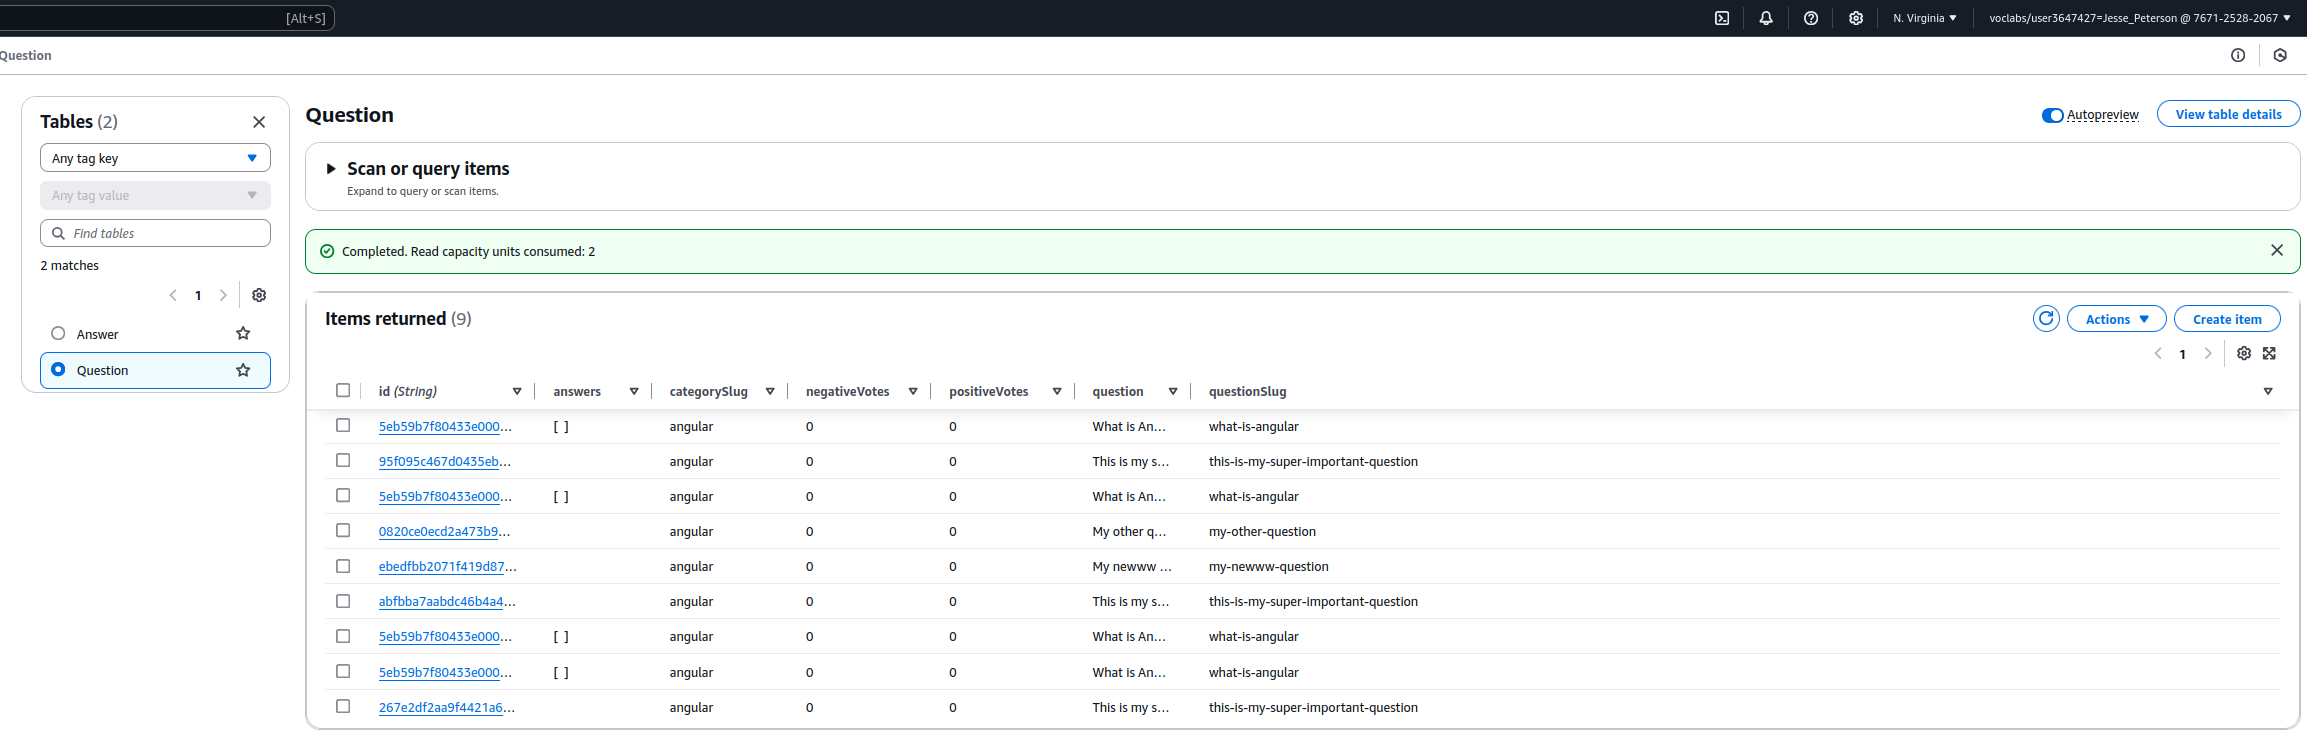 [Alt+S] N. Virginia voclabs/user3647427=Jesse_Peterson @ 7671-2528-2067
Question
Tables (2)
Any tag key
Any tag value
Find tables
2 matches
1
Answer
Question
Question
Autopreview View table details
Scan or query items
Expand to query or scan items.
Completed. Read capacity units consumed: 2
Items returned (9)
Actions Create item
1
id (String) answers categorySlug negativeVotes positiveVotes question questionSlug
5eb59b7f80433e000... [ ] angular 0 0 What is An... what-is-angular
95f095c467d0435eb... angular 0 0 This is my s... this-is-my-super-important-question
5eb59b7f80433e000... [ ] angular 0 0 What is An... what-is-angular
0820ce0ecd2a473b9... angular 0 0 My other q... my-other-question
ebedfbb2071f419d87... angular 0 0 My newww ... my-newww-question
abfbba7aabdc46b4a4... angular 0 0 This is my s... this-is-my-super-important-question
5eb59b7f80433e000... [ ] angular 0 0 What is An... what-is-angular
5eb59b7f80433e000... [ ] angular 0 0 What is An... what-is-angular
267e2df2aa9f4421a6... angular 0 0 This is my s... this-is-my-super-important-question